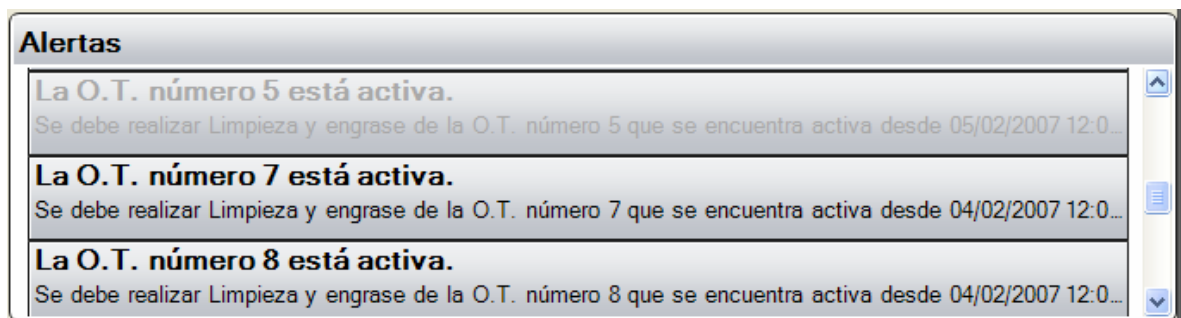 Alertas
La O.T. número 5 está activa.
Se debe realizar Limpieza y engrase de la O.T. número 5 que se encuentra activa desde 05/02/2007 12:0...
La O.T. número 7 está activa.
Se debe realizar Limpieza y engrase de la O.T. número 7 que se encuentra activa desde 04/02/2007 12:0...
La O.T. número 8 está activa.
Se debe realizar Limpieza y engrase de la O.T. número 8 que se encuentra activa desde 04/02/2007 12:0...